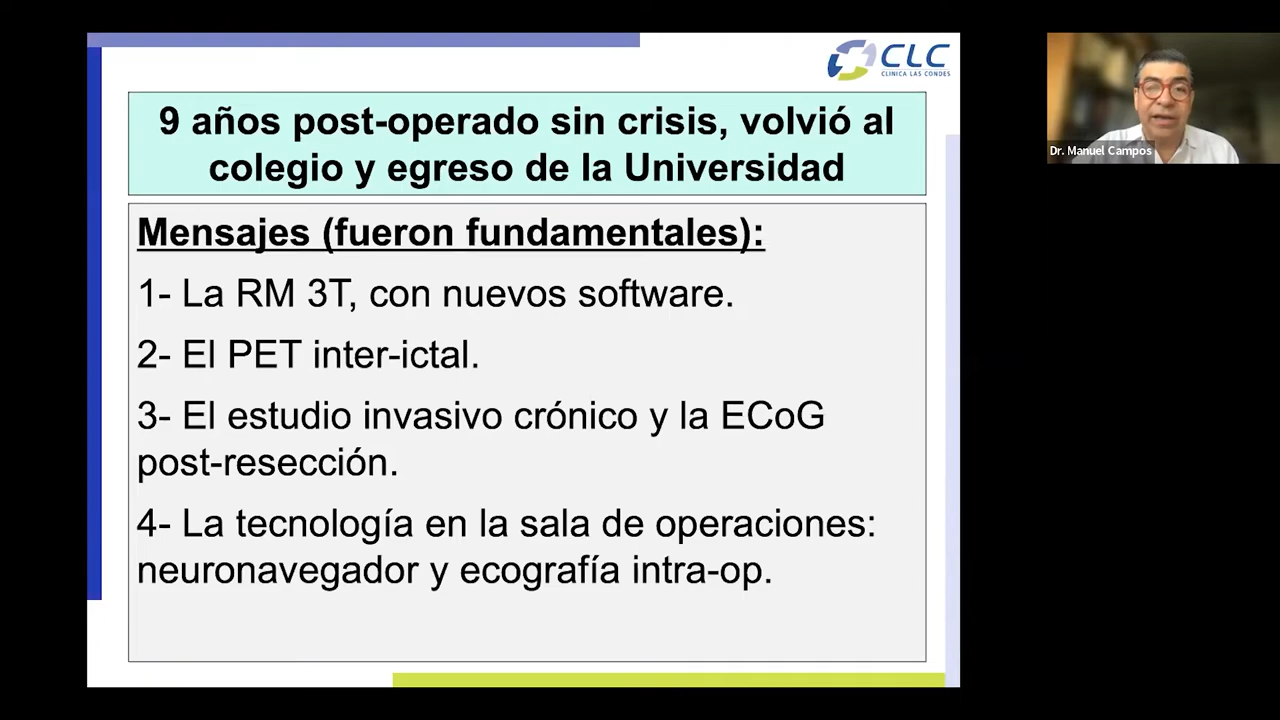 CLC
CLINICA LAS CONDES
9 años post-operado sin crisis, volvió al
colegio y egreso de la Universidad
Mensajes (fueron fundamentales):
1- La RM 3T, con nuevos software.
2- El PET inter-ictal.
3- El estudio invasivo crónico y la ECoG
post-resección.
4- La tecnología en la sala de operaciones:
neuronavegador y ecografía intra-op.
Dr. Manuel Campos